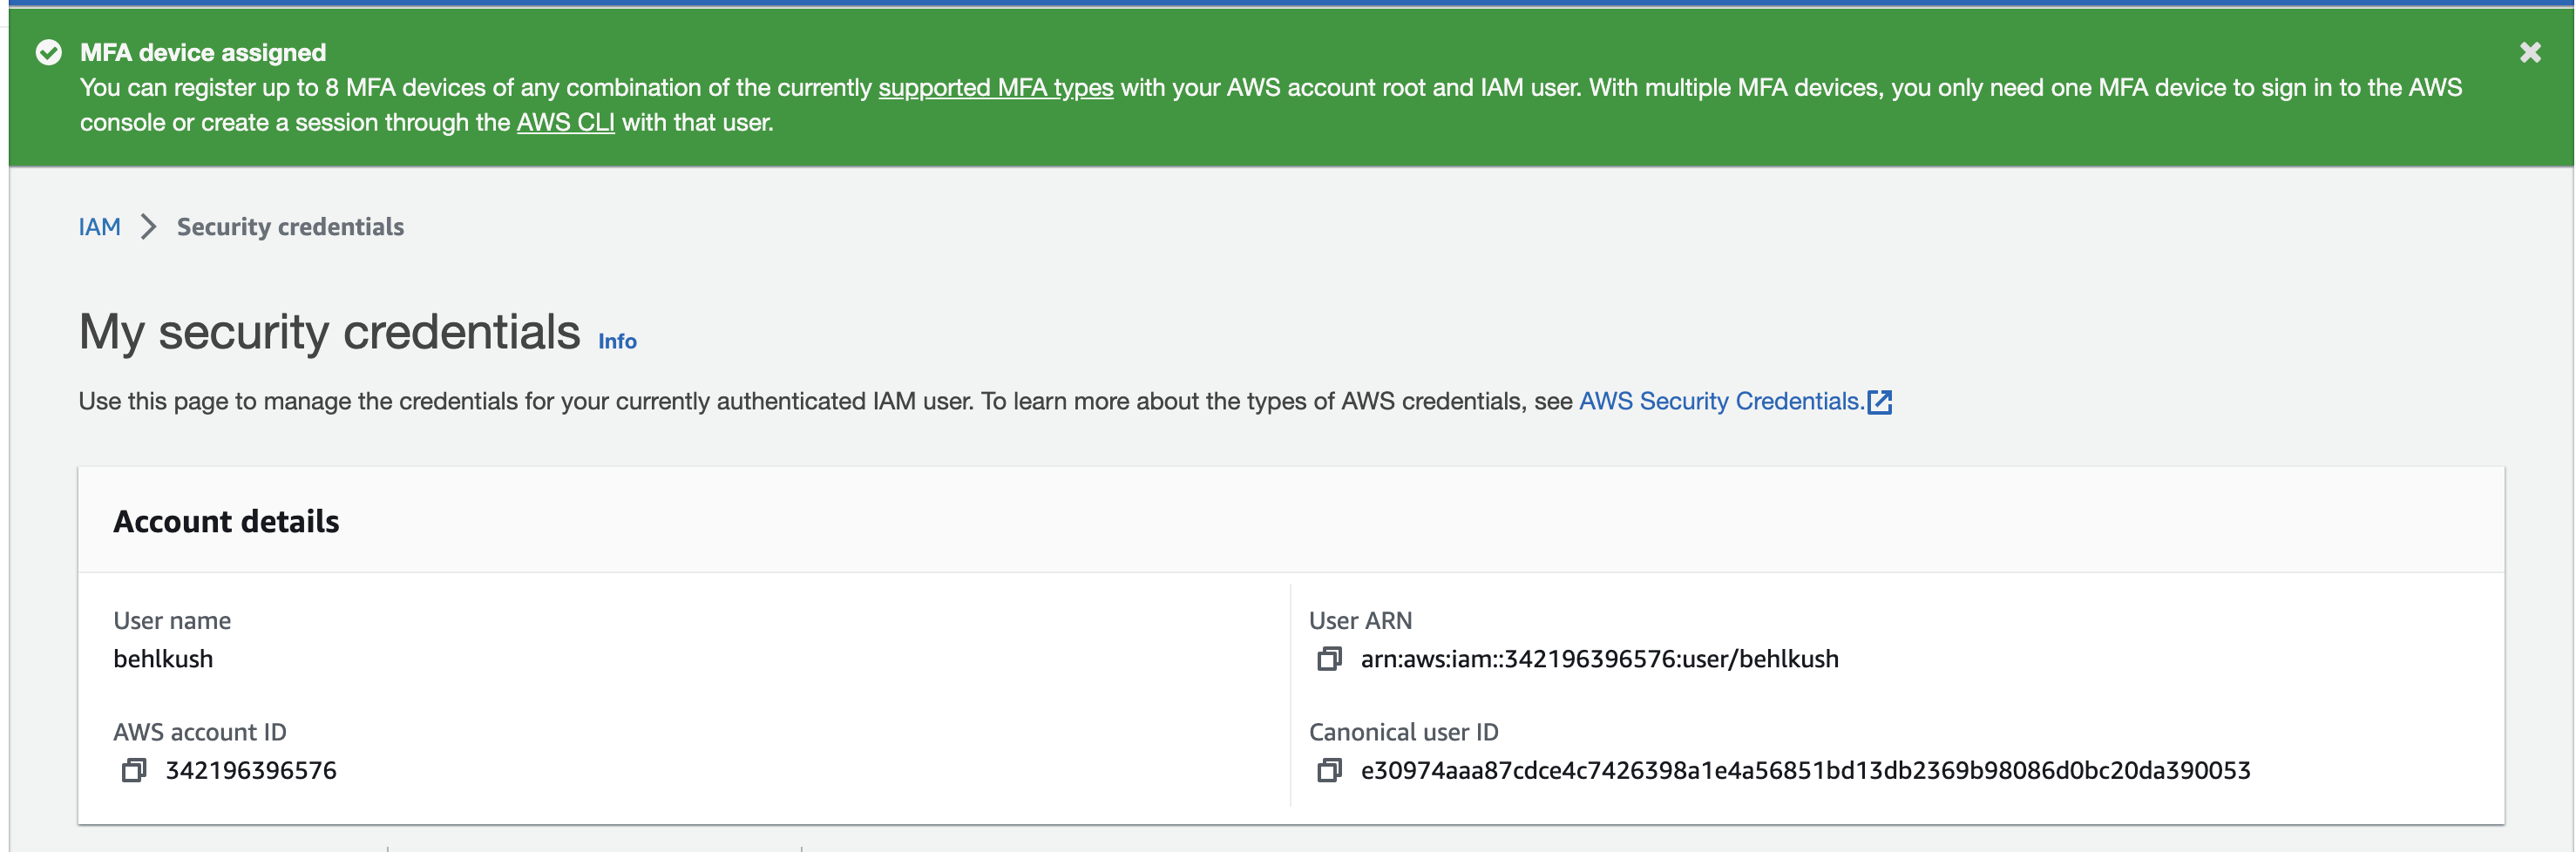 MFA device assigned
You can register up to 8 MFA devices of any combination of the currently supported MFA types with your AWS account root and IAM user. With multiple MFA devices, you only need one MFA device to sign in to the AWS
console or create a session through the AWS CLI with that user.
IAM > Security credentials
My security credentials Info
Use this page to manage the credentials for your currently authenticated IAM user. To learn more about the types of AWS credentials, see AWS Security Credentials.
Account details
User name
behlkush
User ARN
arn:aws:iam::342196396576:user/behlkush
AWS account ID
342196396576
Canonical user ID
e30974aaa87cdce4c7426398a1e4a56851bd13db2369b98086d0bc20da390053